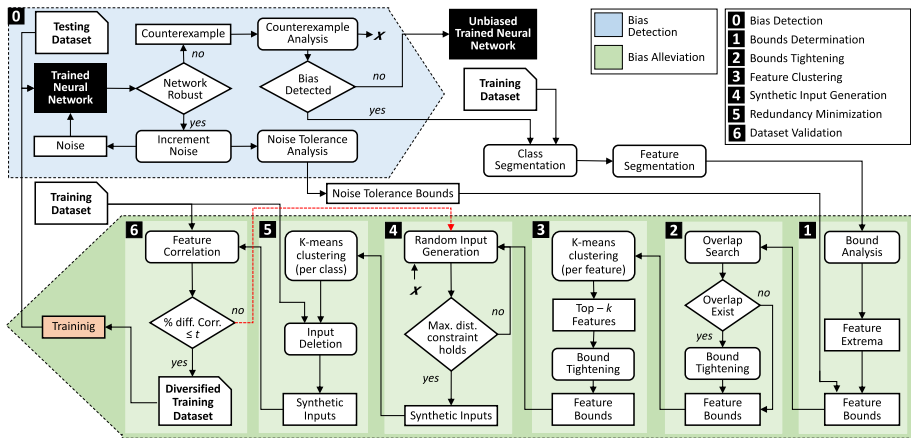 0
Testing
Dataset
Counterexample
Counterexample
Analysis
X
Unbiased
Trained Neural
Network
no
Trained
Neural
Network
Network
Robust
Bias
Detected
no
yes
yes
Noise
Increment
Noise
Noise Tolerance
Analysis
Training
Dataset
Class
Segmentation
Feature
Segmentation
Bias
Detection
Bias Alleviation
0 Bias Detection
1 Bounds Determination
2 Bounds Tightening
3 Feature Clustering
4 Synthetic Input Generation
5 Redundancy Minimization
6 Dataset Validation
Training
Dataset
Noise Tolerance Bounds
6
Feature
Correlation
no
% diff. Corr.
≤ t
yes
Diversified
Training
Dataset
Traininig
5
K-means
clustering
(per class)
Input
Deletion
Synthetic
Inputs
4
Random Input
Generation
X
no
Max. dist.
constraint
holds
yes
Synthetic Inputs
3
K-means
clustering
(per feature)
Top – k
Features
Bound
Tightening
Feature
Bounds
2
Overlap
Search
Overlap
Exist
no
yes
Bound
Tightening
Feature
Bounds
1
Bound
Analysis
Feature
Extrema
Feature
Bounds